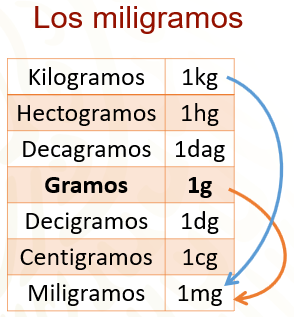 Los miligramos
Kilogramos 1kg
Hectogramos 1hg
Decagramos 1dag
Gramos 1g
Decigramos 1dg
Centigramos 1cg
Miligramos 1mg